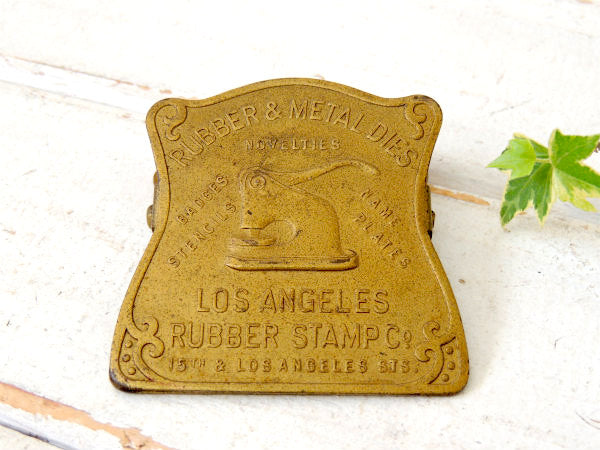 RUBBER & METAL DIES
NOVELTIES
BADGES
STENCILS
NAME
PLATES
LOS ANGELES
RUBBER STAMP CO.
15TH & LOS ANGELES STS.